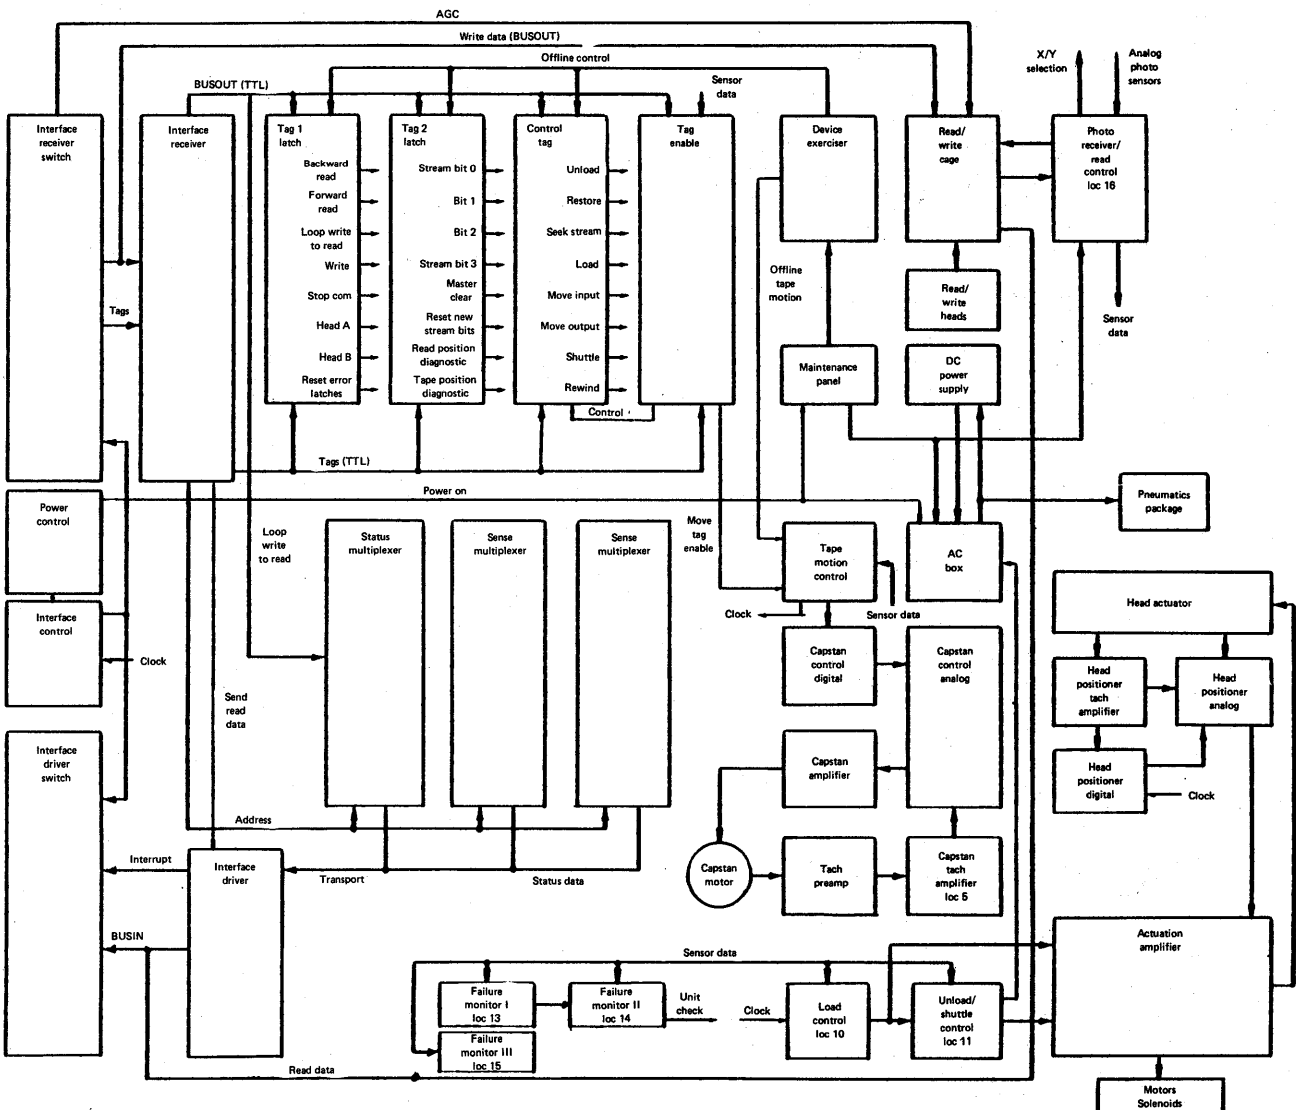 AGC
Write data (BUSOUT)
Offline control
BUSOUT (TTL)
Sensor
data
X/Y
selection
Analog
photo
sensors
Interface
receiver
switch
Interface
receiver
Tag 1
latch
Backward
read
Forward
read
Loop write
to read
Write
Stop com
Head A
Head B
Reset error
latches
Tag 2
latch
Stream bit 0
Bit 1
Bit 2
Stream bit 3
Master
clear
Reset new
stream bits
Read position
diagnostic
Tape position
diagnostic
Control
tag
Unload
Restore
Seek stream
Load
Move input
Move output
Shuttle
Rewind
Tag
enable
Device
exerciser
Read/
write
cage
Photo
receiver/
read
control
loc 16
Tags
Offline
tape
motion
Read/
write
heads
Sensor
data
Maintenance
panel
DC
power
supply
Control
Tags (TTL)
Power
control
Power on
Pneumatics
package
Loop
write
to read
Status
multiplexer
Sense
multiplexer
Sense
multiplexer
Move
tag
enable
Tape
motion
control
AC
box
Clock
Sensor data
Head actuator
Interface
control
Clock
Capstan
control
digital
Capstan
control
analog
Head
positioner
tach
amplifier
Head
positioner
analog
Send
read
data
Interface
driver
switch
Capstan
amplifier
Head
positioner
digital
Clock
Address
Interrupt
Interface
driver
Transport
Status data
Capstan
motor
Tach
preamp
Capstan
tach
amplifier
loc 5
BUSIN
Actuation
amplifier
Sensor data
Failure
monitor I
loc 13
Failure
monitor II
loc 14
Unit
check
Clock
Load
control
loc 10
Unload/
shuttle
control
loc 11
Failure
monitor III
loc 15
Read data
Motors
Solenoids